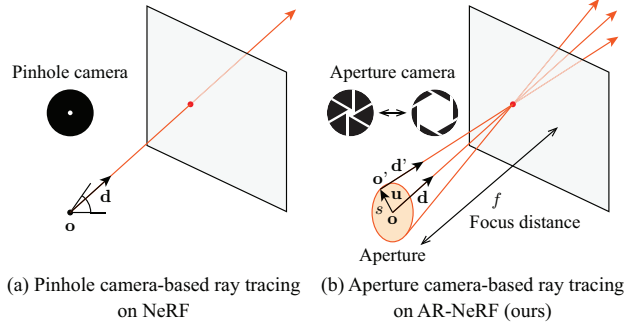 Pinhole camera
d
o
(a) Pinhole camera-based ray tracing
on NeRF
Aperture camera
o'
d'
u
d
s
o
f
Focus distance
Aperture
(b) Aperture camera-based ray tracing
on AR-NeRF (ours)